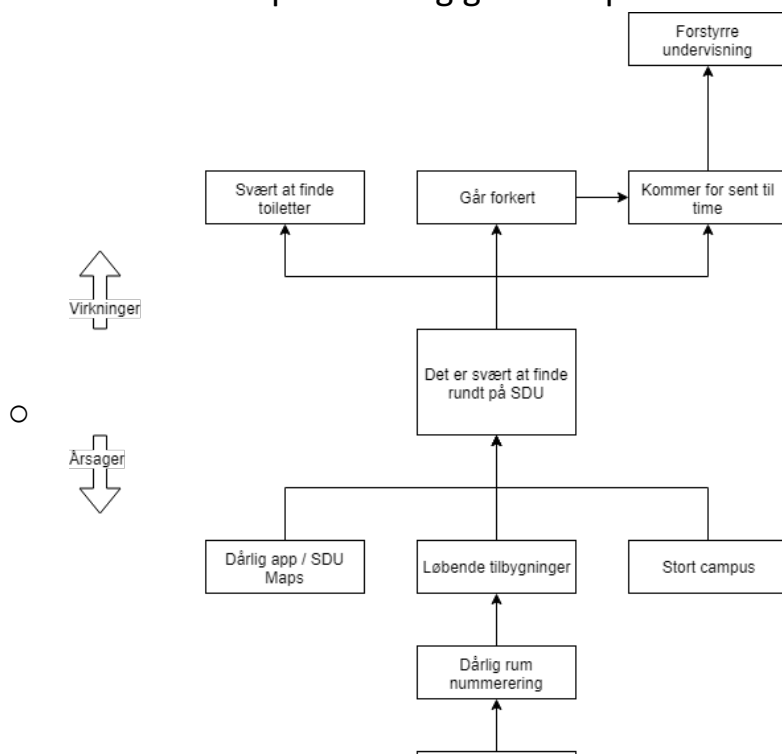 Forstyrre
undervisning
Svært at finde
toiletter
Går forkert
Kommer for sent til
time
Virkninger
Det er svært at finde
rundt på SDU
Årsager
Dårlig app / SDU
Maps
Løbende tilbygninger
Stort campus
Dårlig rum
nummerering